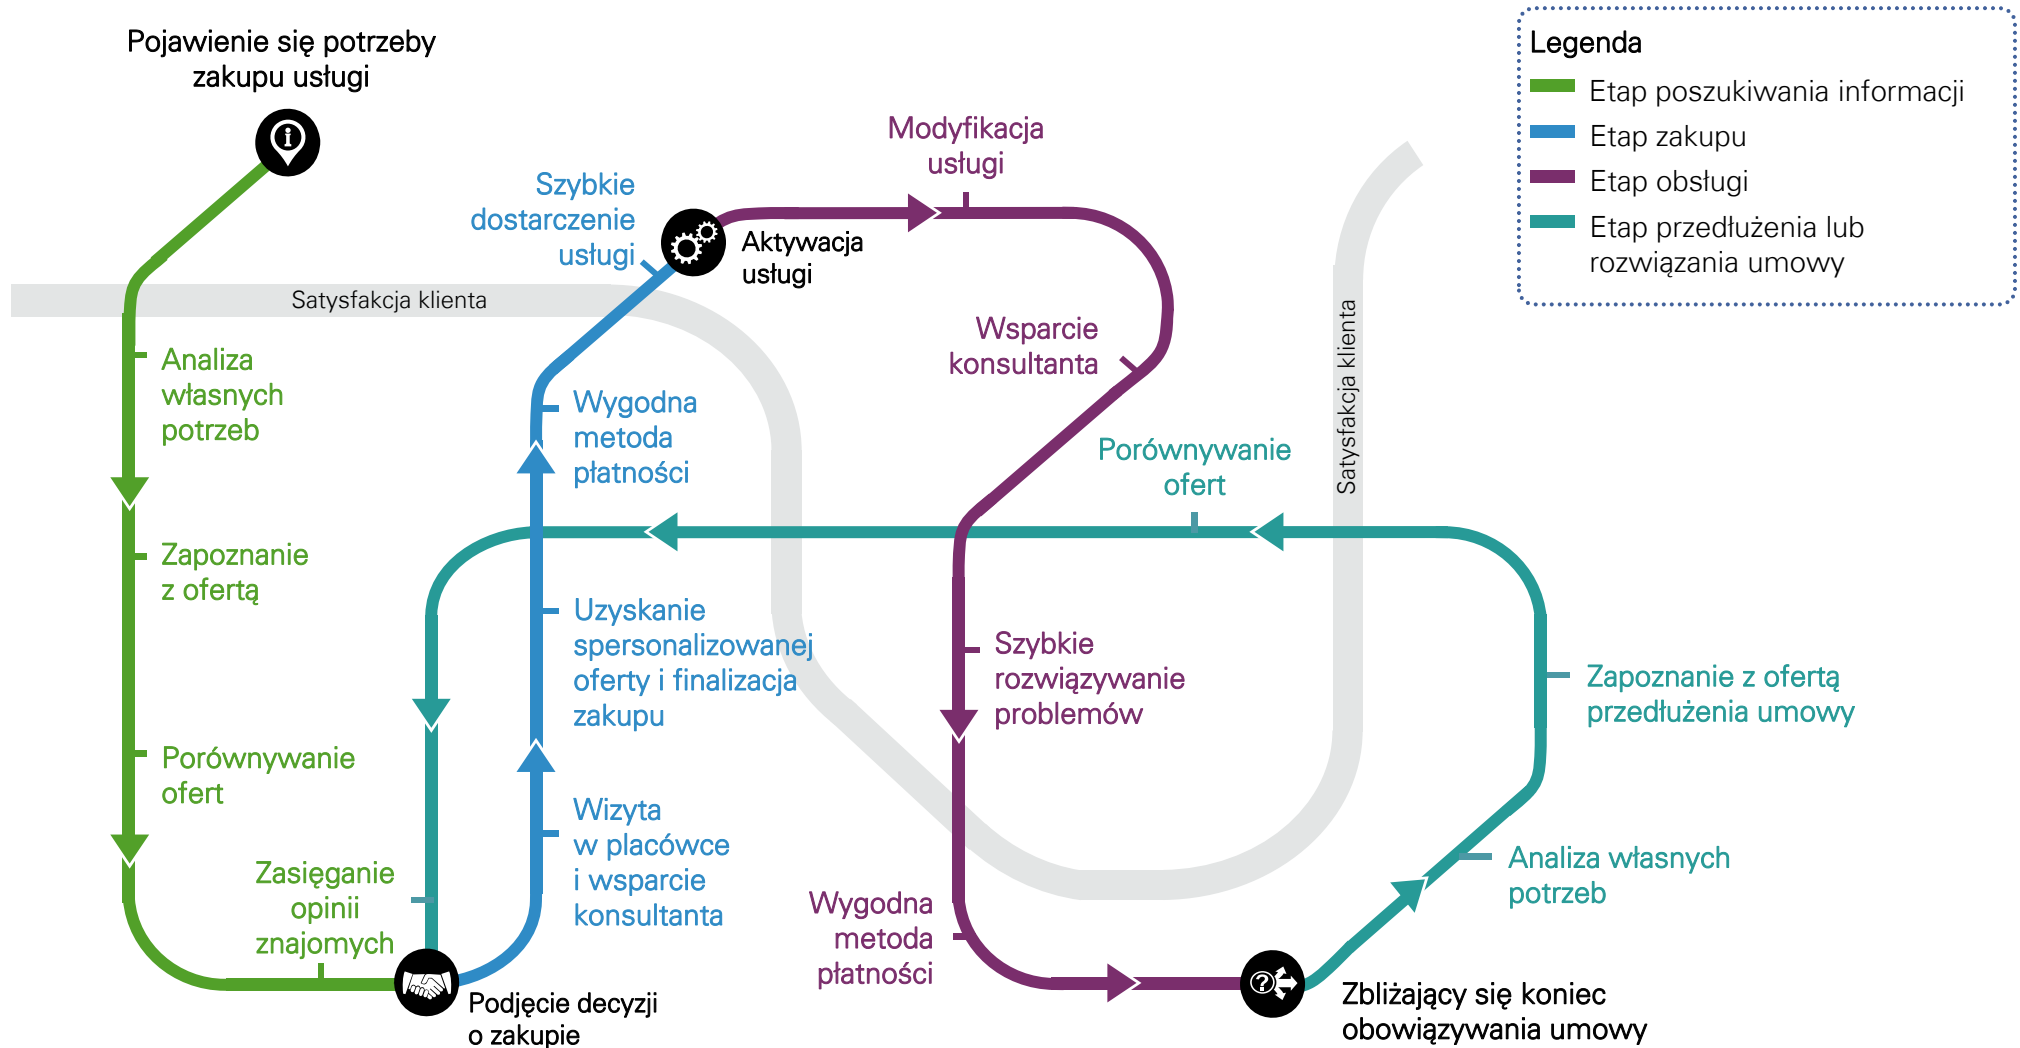 Pojawienie się potrzeby
zakupu usługi
Legenda
Etap poszukiwania informacji
Etap zakupu
Etap obsługi
Etap przedłużenia lub
rozwiązania umowy
Modyfikacja
usługi
Szybkie
dostarczenie
usługi
Aktywacja
usługi
Satysfakcja klienta
Wsparcie
konsultanta
Satysfakcja klienta
Analiza
własnych
potrzeb
Wygodna
metoda
płatności
Porównywanie
ofert
Zapoznanie
z ofertą
Uzyskanie
spersonalizowanej
oferty i finalizacja
zakupu
Szybkie
rozwiązywanie
problemów
Zapoznanie z ofertą
przedłużenia umowy
Porównywanie
ofert
Wizyta
w placówce
i wsparcie
konsultanta
Analiza własnych
potrzeb
Zasięganie
opinii
znajomych
Wygodna
metoda
płatności
Podjęcie decyzji
o zakupie
Zbliżający się koniec
obowiązywania umowy